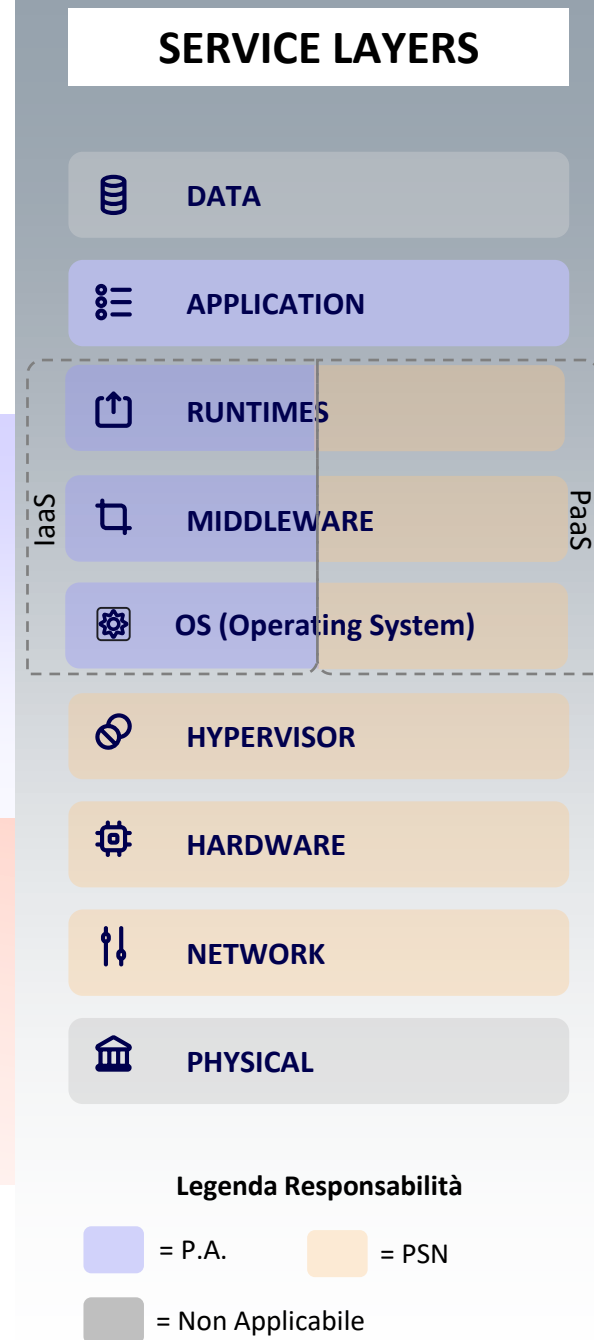 SERVICE LAYERS
DATA
APPLICATION
RUNTIMES
MIDDLEWARE
OS (Operating System)
IaaS
PaaS
HYPERVISOR
HARDWARE
NETWORK
PHYSICAL
Legenda Responsabilità
= P.A.
= PSN
= Non Applicabile